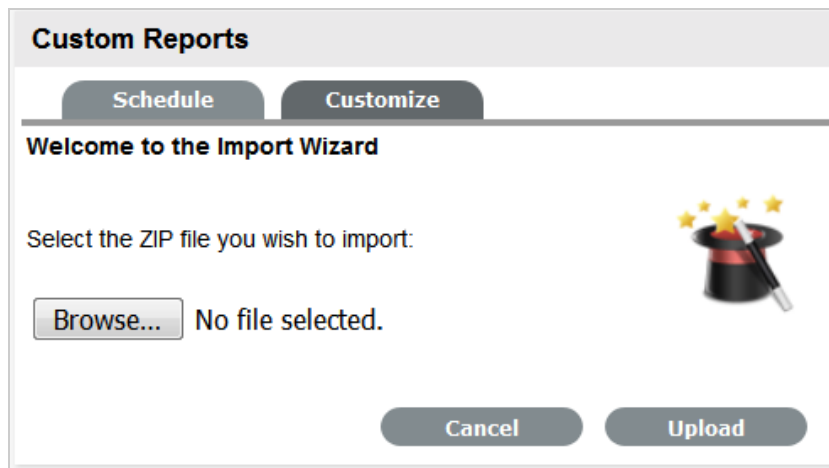 Custom Reports
Schedule Customize
Welcome to the Import Wizard
Select the ZIP file you wish to import:
Browse... No file selected.
Cancel Upload